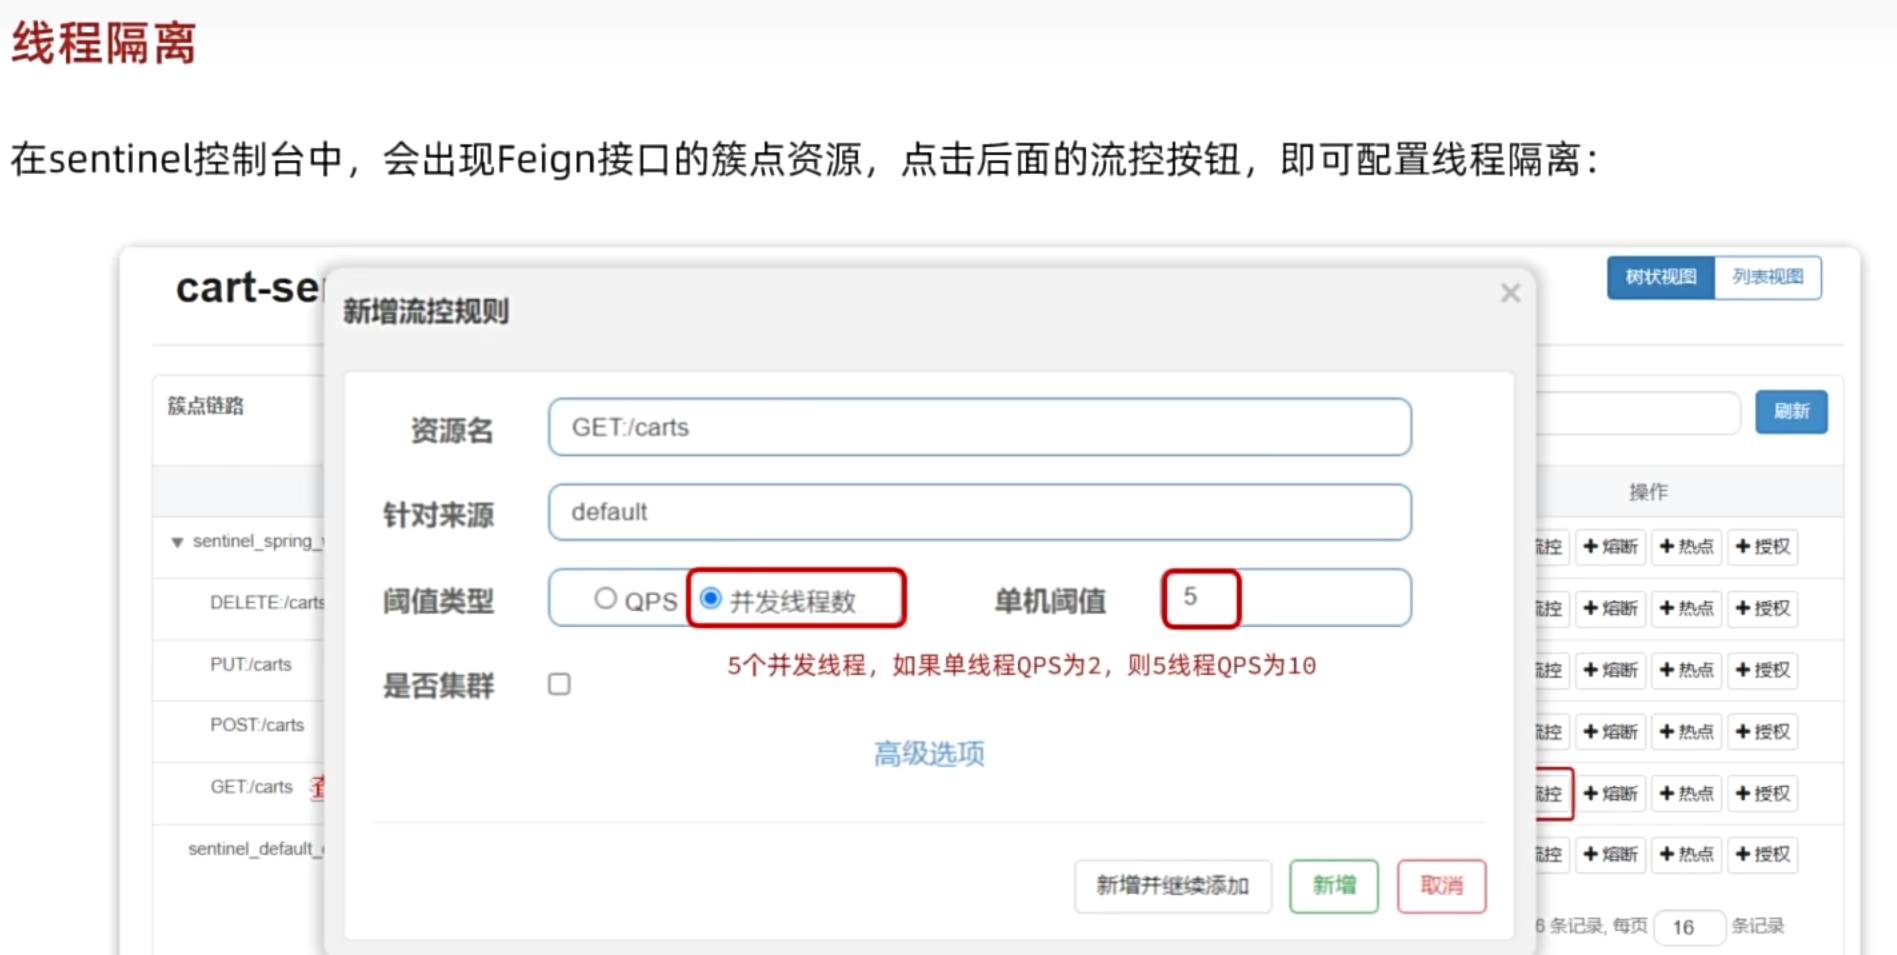 线程隔离
在sentinel控制台中，会出现Feign接口的簇点资源，点击后面的流控按钮，即可配置线程隔离：
cart-se
树状视图 列表视图
新增流控规则 ×
簇点链路 刷新
资源名 GET:/carts
操作
针对来源 default
sentinel_spring_ 控 +熔断 +热点 +授权
阈值类型 QPS 并发线程数 单机阈值 5
DELETE:/carts 控 +熔断 +热点 +授权
5个并发线程，如果单线程QPS为2，则5线程QPS为10
是否集群
PUT:/carts 控 +熔断 +热点 +授权
POST:/carts 控 +熔断 +热点 +授权
高级选项
GET:/carts 控 +熔断 +热点 +授权
sentinel_default_ 控 +熔断 +热点 +授权
新增并继续添加 新增 取消
6 条记录, 每页 16 条记录